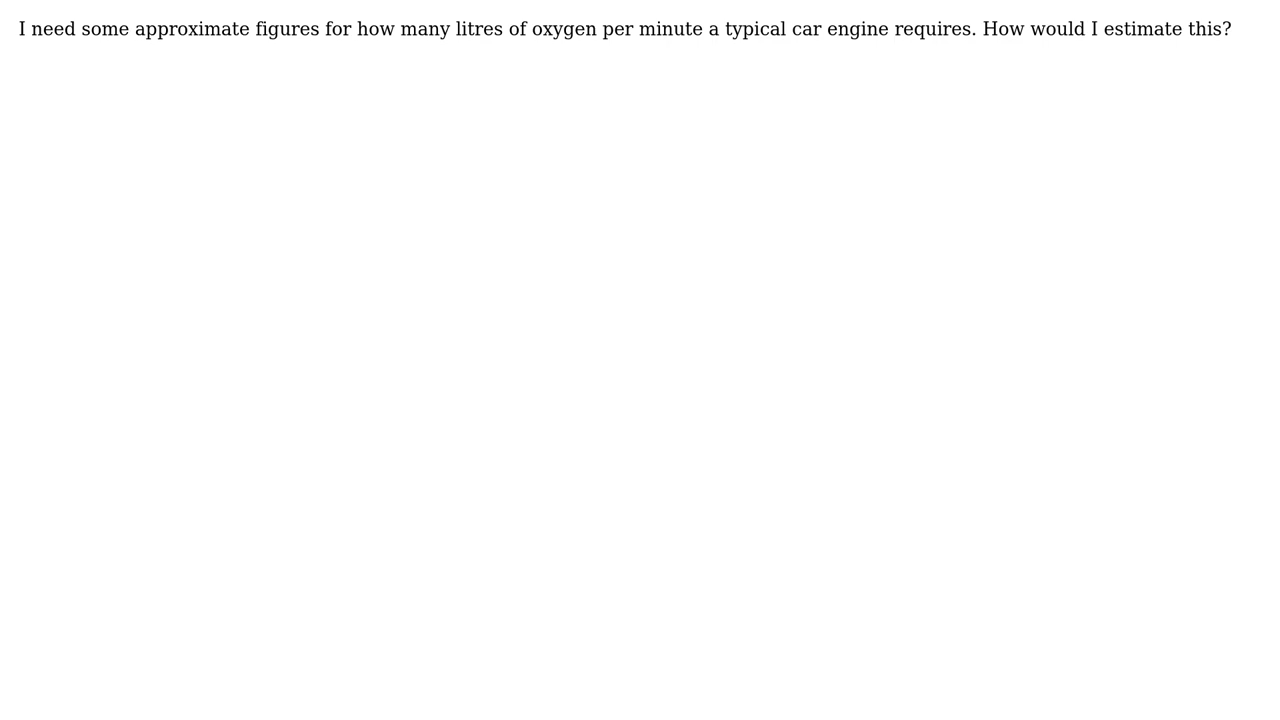 I need some approximate figures for how many litres of oxygen per minute a typical car engine requires. How would I estimate this?